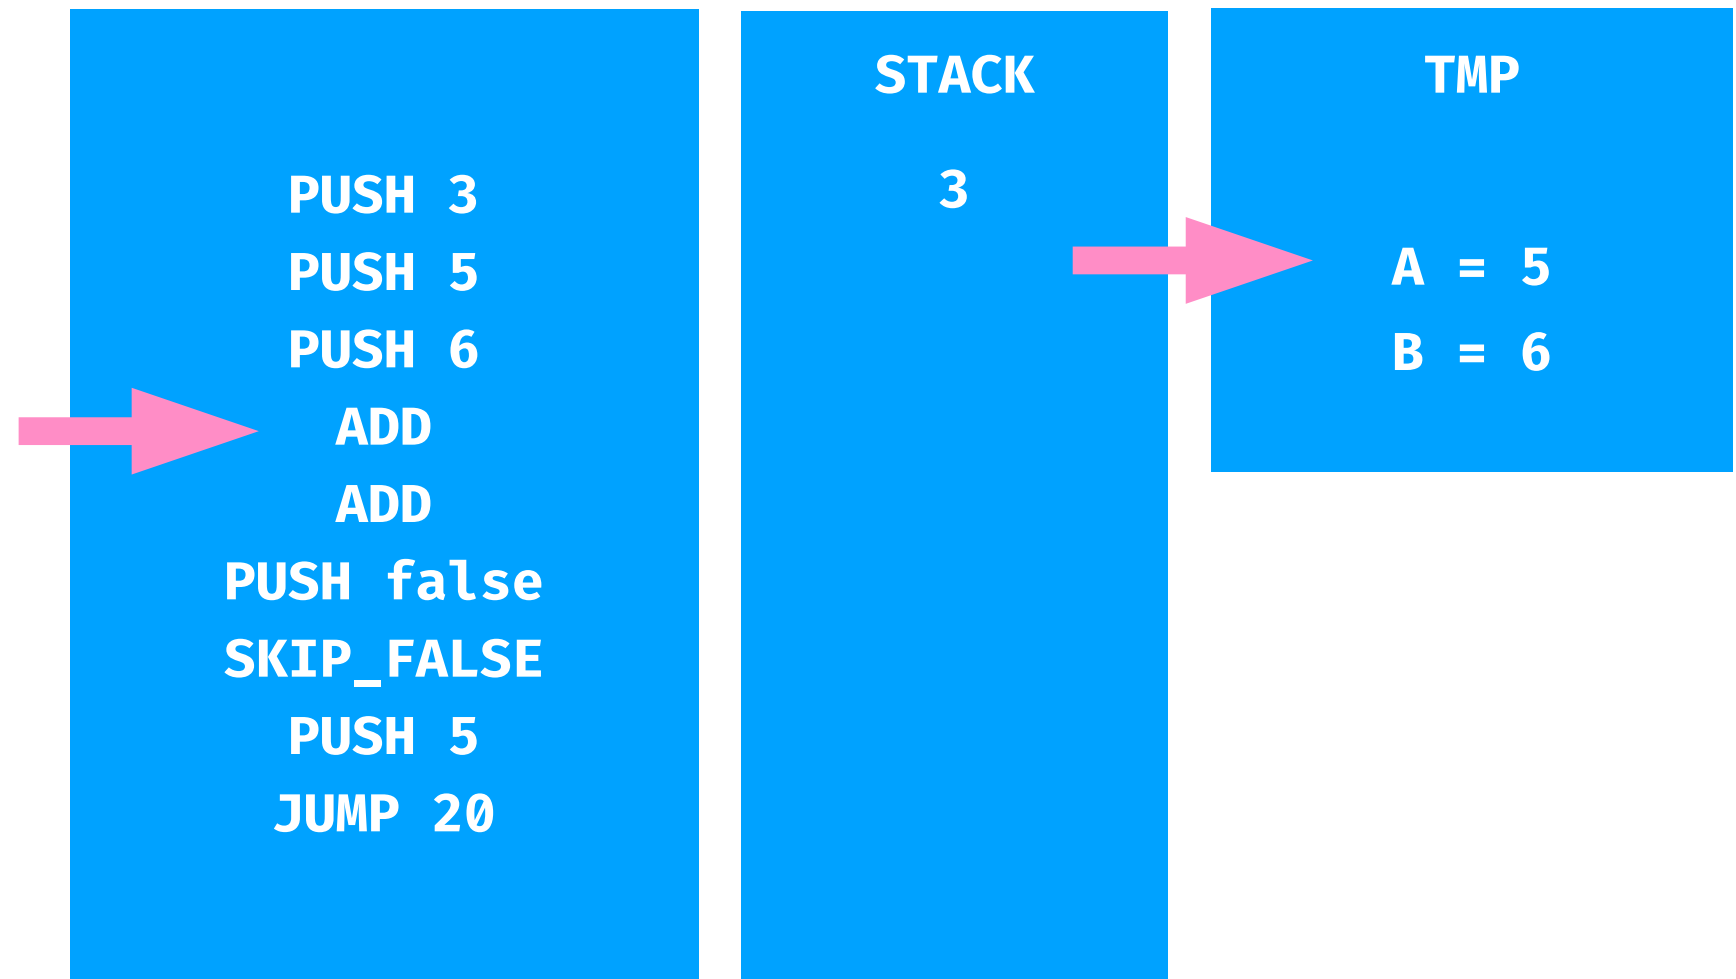 PUSH 3
PUSH 5
PUSH 6
ADD
ADD
PUSH false
SKIP_FALSE
PUSH 5
JUMP 20
STACK
3
TMP
A = 5
B = 6